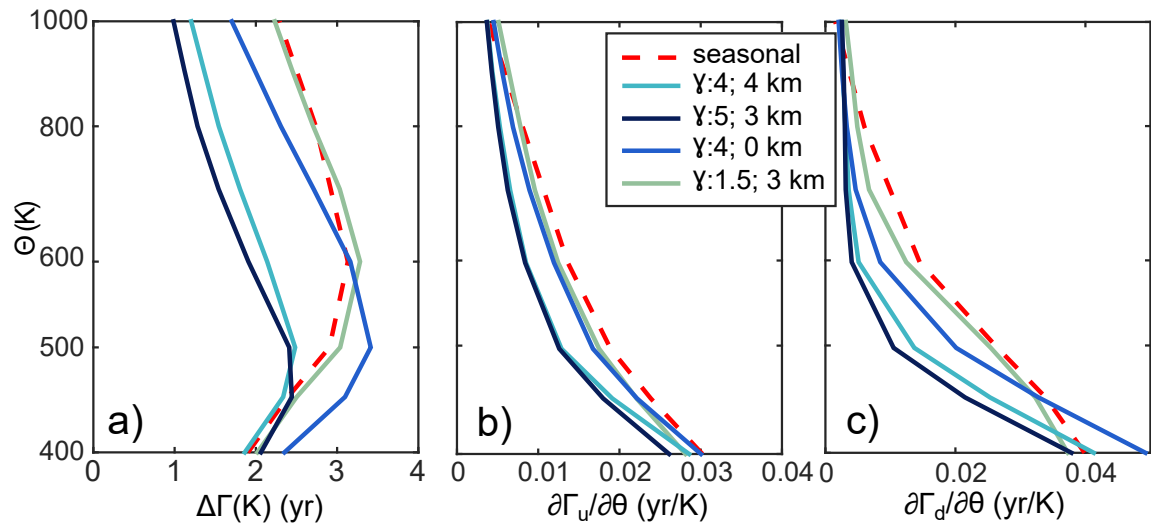 1000
800
600
500
400
Θ(K)
a)
0
1
2
3
4
ΔΓ(K) (yr)
b)
0
0.01
0.02
0.03
0.04
∂Γu/∂θ (yr/K)
seasonal
Ɣ:4; 4 km
Ɣ:5; 3 km
Ɣ:4; 0 km
Ɣ:1.5; 3 km
c)
0
0.02
0.04
∂Γd/∂θ (yr/K)